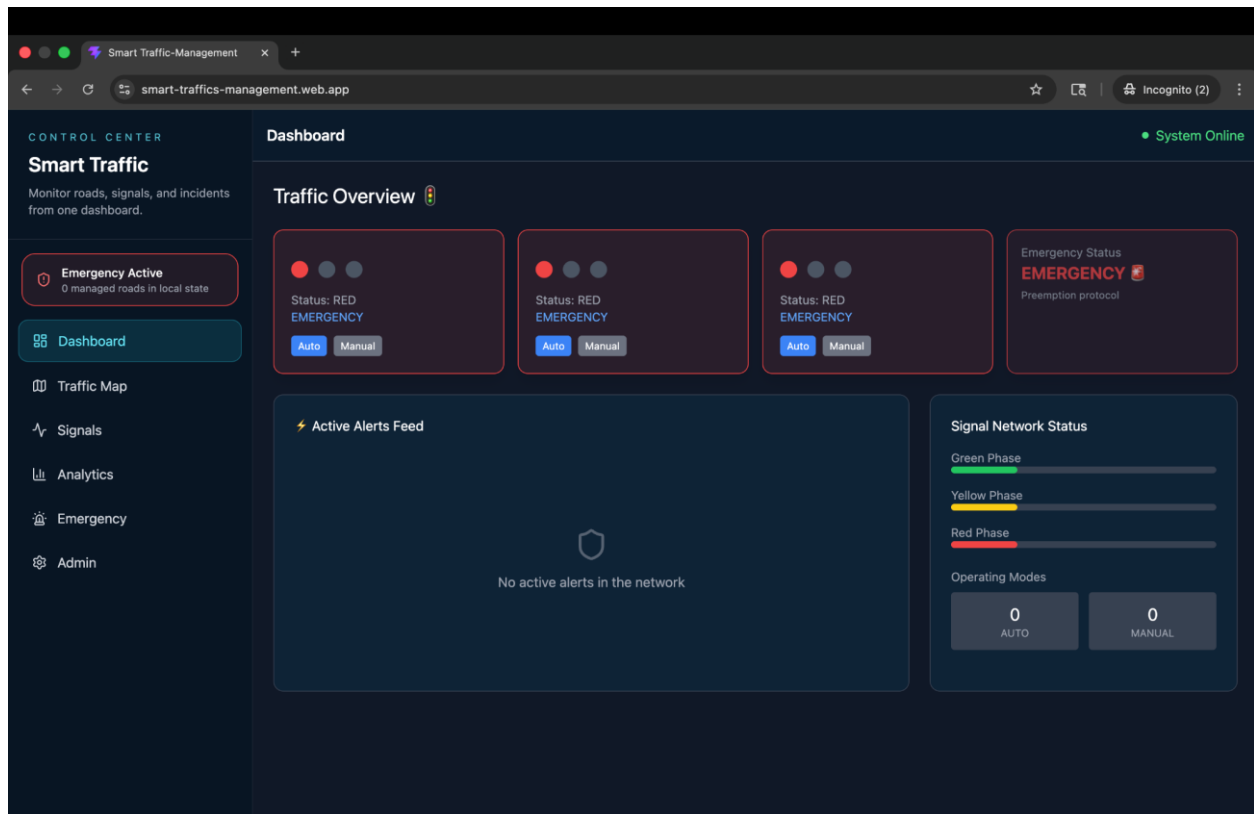 Smart Traffic-Management
smart-traffics-management.web.app
Incognito (2)
CONTROL CENTER
Smart Traffic
Monitor roads, signals, and incidents
from one dashboard.
Emergency Active
0 managed roads in local state
Dashboard
Traffic Map
Signals
Analytics
Emergency
Admin
Dashboard
System Online
Traffic Overview
Status: RED
EMERGENCY
Auto Manual
Status: RED
EMERGENCY
Auto Manual
Status: RED
EMERGENCY
Auto Manual
Emergency Status
EMERGENCY
Preemption protocol
Active Alerts Feed
No active alerts in the network
Signal Network Status
Green Phase
Yellow Phase
Red Phase
Operating Modes
0
AUTO
0
MANUAL